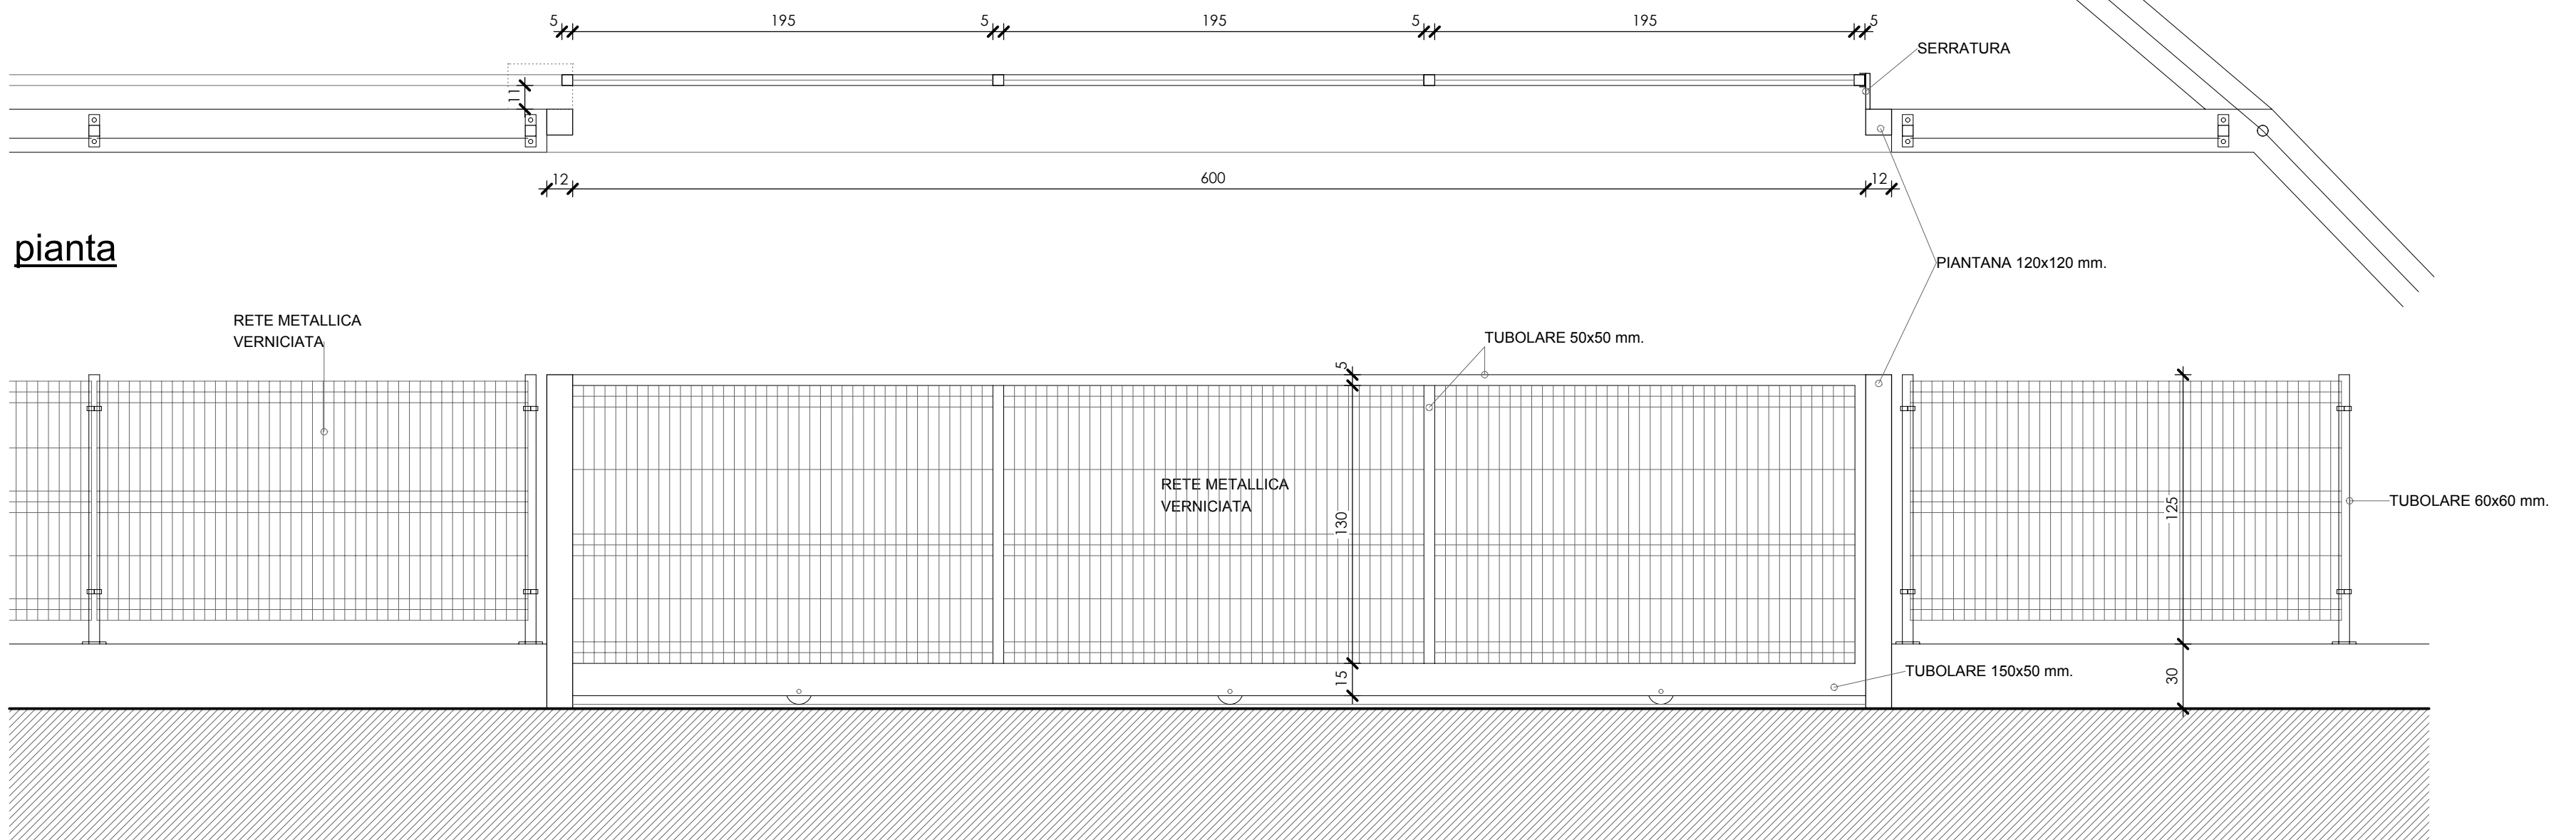 5 195 5 195 5 195 5
SERRATURA
11
12 600 12
pianta
PIANTANA 120x120 mm.
RETE METALLICA
VERNICIATA
TUBOLARE 50x50 mm.
5
RETE METALLICA
VERNICIATA
130
125
TUBOLARE 60x60 mm.
15
TUBOLARE 150x50 mm.
30